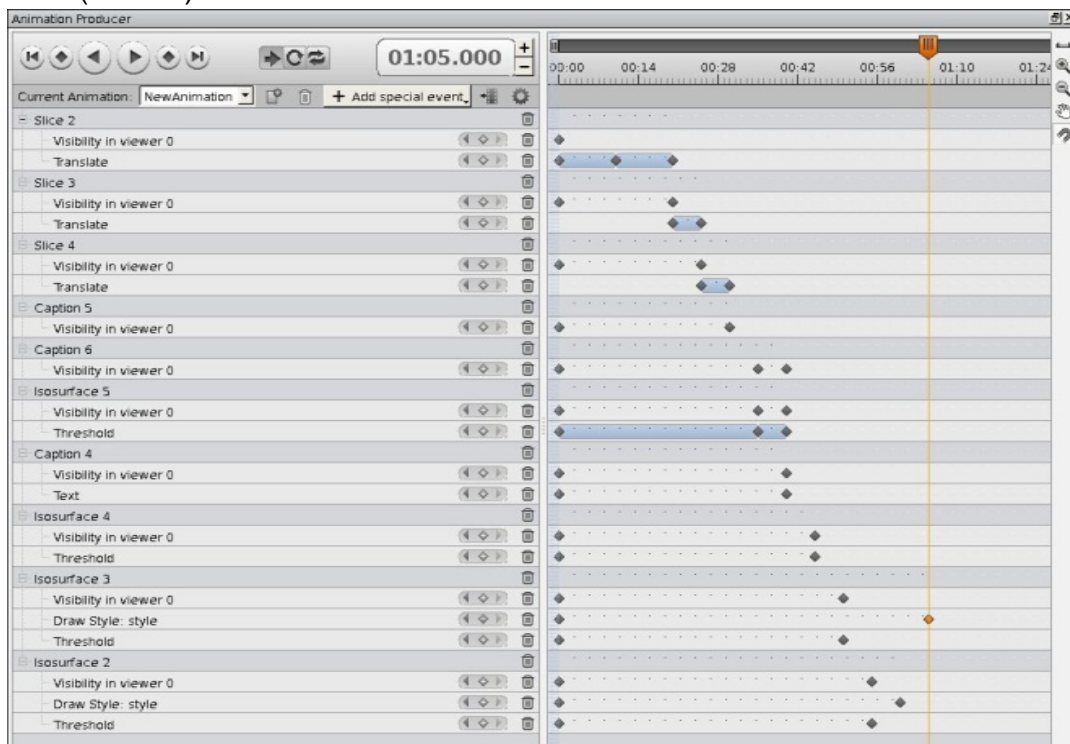 Animation Producer
01:05.000
+
−
00:00 00:14 00:28 00:42 00:56 01:10 01:24
Current Animation: NewAnimation + Add special event
Slice 2
Visibility in viewer 0
Translate
Slice 3
Visibility in viewer 0
Translate
Slice 4
Visibility in viewer 0
Translate
Caption 5
Visibility in viewer 0
Caption 6
Visibility in viewer 0
Isosurface 5
Visibility in viewer 0
Threshold
Caption 4
Visibility in viewer 0
Text
Isosurface 4
Visibility in viewer 0
Threshold
Isosurface 3
Visibility in viewer 0
Draw Style: style
Threshold
Isosurface 2
Visibility in viewer 0
Draw Style: style
Threshold